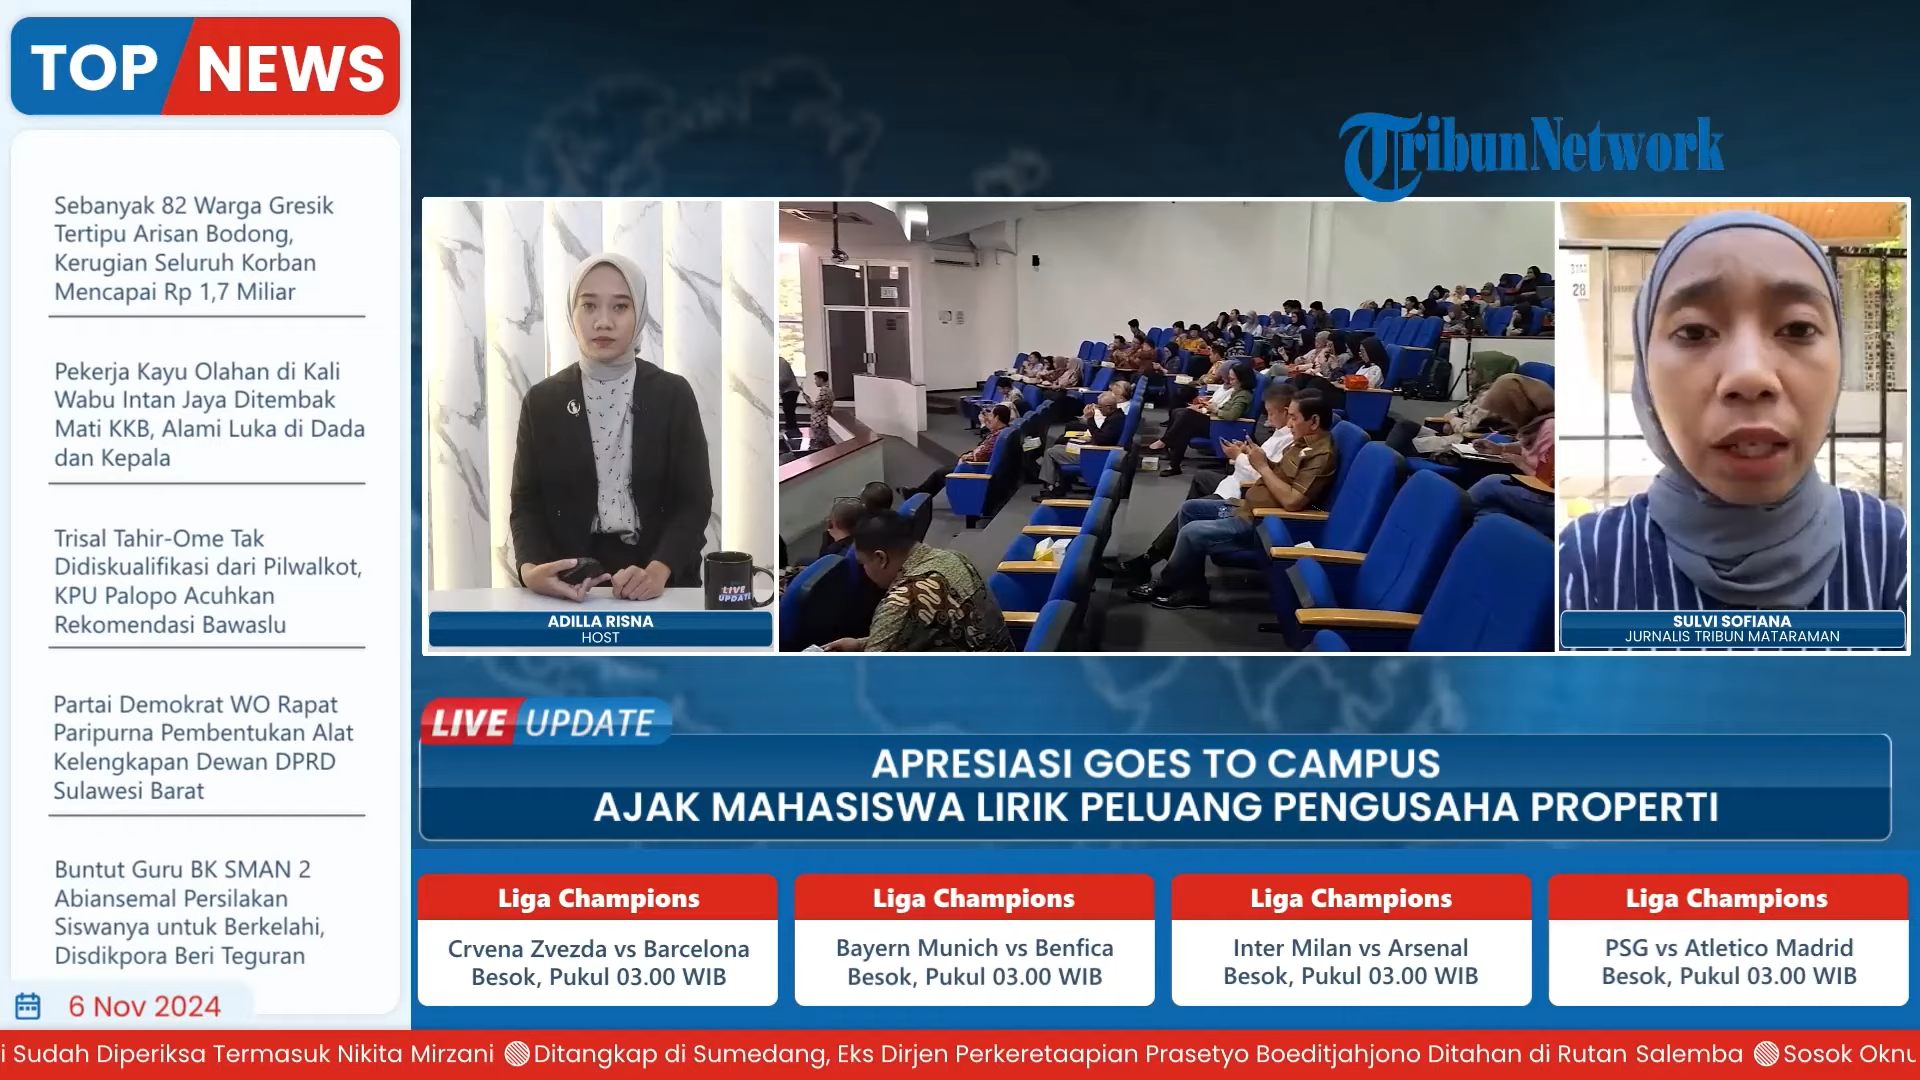 TOP NEWS
Sebanyak 82 Warga Gresik
Tertipu Arisan Bodong,
Kerugian Seluruh Korban
Mencapai Rp 1,7 Miliar
Pekerja Kayu Olahan di Kali
Wabu Intan Jaya Ditembak
Mati KKB, Alami Luka di Dada
dan Kepala
Trisal Tahir-Ome Tak
Didiskualifikasi dari Pilwalkot,
KPU Palopo Acuhkan
Rekomendasi Bawaslu
Partai Demokrat WO Rapat
Paripurna Pembentukan Alat
Kelengkapan Dewan DPRD
Sulawesi Barat
Buntut Guru BK SMAN 2
Abiansemal Persilakan
Siswanya untuk Berkelahi,
Disdikpora Beri Teguran
6 Nov 2024
TribunNetwork
28
LIVE
UPDATE
ADILLA RISNA
HOST
SULVI SOFIANA
JURNALIS TRIBUN MATARAMAN
LIVE UPDATE
APRESIASI GOES TO CAMPUS
AJAK MAHASISWA LIRIK PELUANG PENGUSAHA PROPERTI
Liga Champions
Crvena Zvezda vs Barcelona
Besok, Pukul 03.00 WIB
Liga Champions
Bayern Munich vs Benfica
Besok, Pukul 03.00 WIB
Liga Champions
Inter Milan vs Arsenal
Besok, Pukul 03.00 WIB
Liga Champions
PSG vs Atletico Madrid
Besok, Pukul 03.00 WIB
i Sudah Diperiksa Termasuk Nikita Mirzani Ditangkap di Sumedang, Eks Dirjen Perkeretaapian Prasetyo Boeditjahjono Ditahan di Rutan Salemba Sosok Oknu